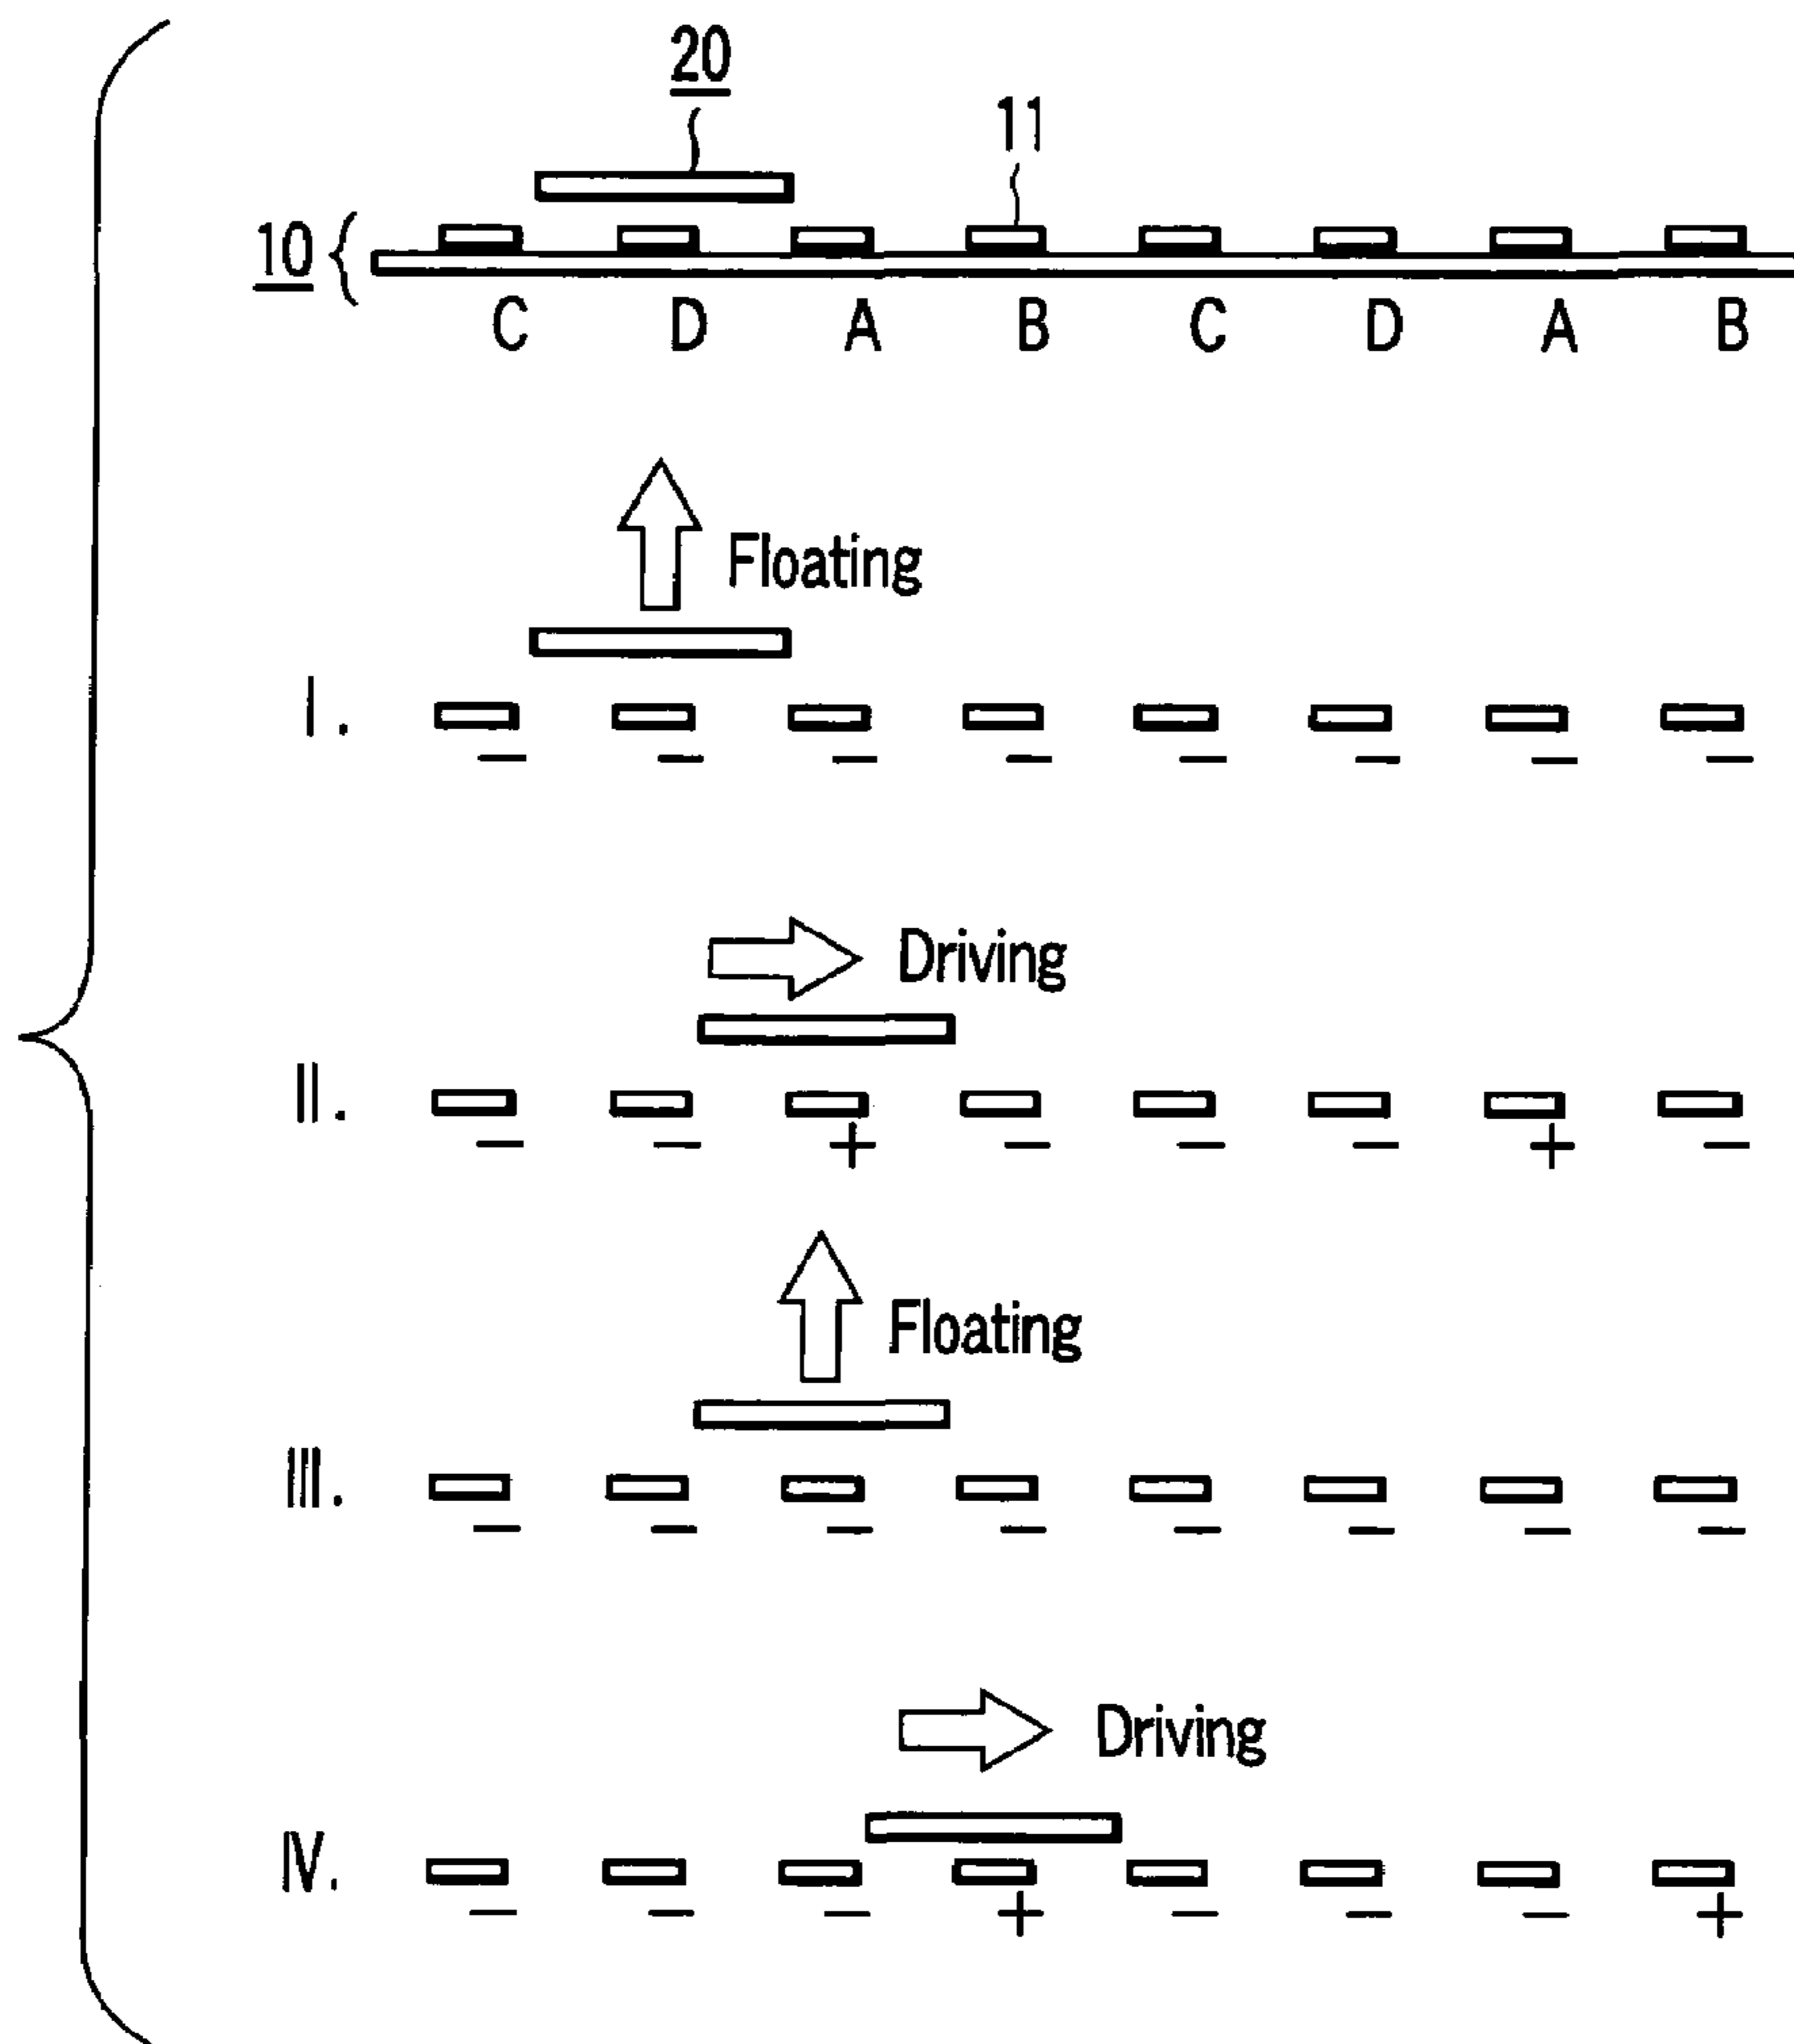 20
11
10
C D A B C D A B
Floating
I.
− − − − − − − −
Driving
II.
− − + − − − + −
Floating
III.
− − − − − − − −
Driving
IV.
− − − + − − − +